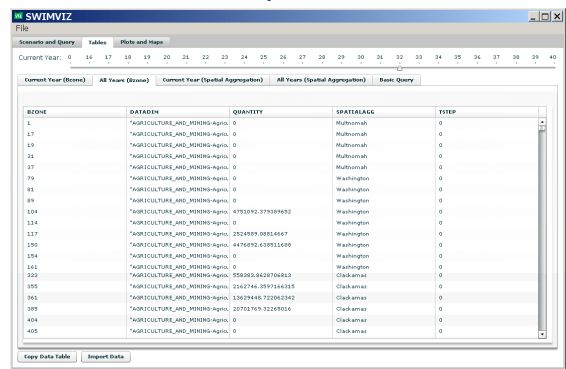 SWIMVIZ
File
Scenario and Query Tables Plots and Maps
Current Year: 0 16 17 18 19 20 21 22 23 24 25 26 27 28 29 30 31 32 33 34 35 36 37 38 39 40
Current Year (Bzone) All Years (Bzone) Current Year (Spatial Aggregation) All Years (Spatial Aggregation) Basic Query
BZONE DATADIM QUANTITY SPATIALAGG TSTEP
1 "AGRICULTURE_AND_MINING-Agric. 0 Multnomah 0
17 "AGRICULTURE_AND_MINING-Agric. 0 Multnomah 0
19 "AGRICULTURE_AND_MINING-Agric. 0 Multnomah 0
31 "AGRICULTURE_AND_MINING-Agric. 0 Multnomah 0
37 "AGRICULTURE_AND_MINING-Agric. 0 Multnomah 0
79 "AGRICULTURE_AND_MINING-Agric. 0 Washington 0
81 "AGRICULTURE_AND_MINING-Agric. 0 Washington 0
89 "AGRICULTURE_AND_MINING-Agric. 0 Washington 0
104 "AGRICULTURE_AND_MINING-Agric. 4751092.379389652 Washington 0
114 "AGRICULTURE_AND_MINING-Agric. 0 Washington 0
117 "AGRICULTURE_AND_MINING-Agric. 2524989.08814667 Washington 0
150 "AGRICULTURE_AND_MINING-Agric. 4476892.638511688 Washington 0
154 "AGRICULTURE_AND_MINING-Agric. 0 Washington 0
161 "AGRICULTURE_AND_MINING-Agric. 0 Washington 0
323 "AGRICULTURE_AND_MINING-Agric. 558383.8628706813 Clackamas 0
355 "AGRICULTURE_AND_MINING-Agric. 2162746.3597166315 Clackamas 0
361 "AGRICULTURE_AND_MINING-Agric. 13629448.722062342 Clackamas 0
385 "AGRICULTURE_AND_MINING-Agric. 20701769.32265016 Clackamas 0
404 "AGRICULTURE_AND_MINING-Agric. 0 Clackamas 0
405 "AGRICULTURE_AND_MINING-Agric. 0 Clackamas 0
Copy Data Table Import Data